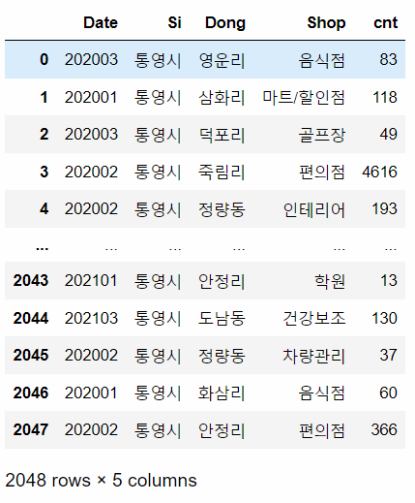 Date Si Dong Shop cnt
0 202003 통영시 영운리 음식점 83
1 202001 통영시 삼화리 마트/할인점 118
2 202003 통영시 덕포리 골프장 49
3 202002 통영시 죽림리 편의점 4616
4 202002 통영시 정량동 인테리어 193
... ... ... ... ... ...
2043 202101 통영시 안정리 학원 13
2044 202103 통영시 도남동 건강보조 130
2045 202002 통영시 정량동 차량관리 37
2046 202001 통영시 화삼리 음식점 60
2047 202002 통영시 안정리 편의점 366
2048 rows × 5 columns